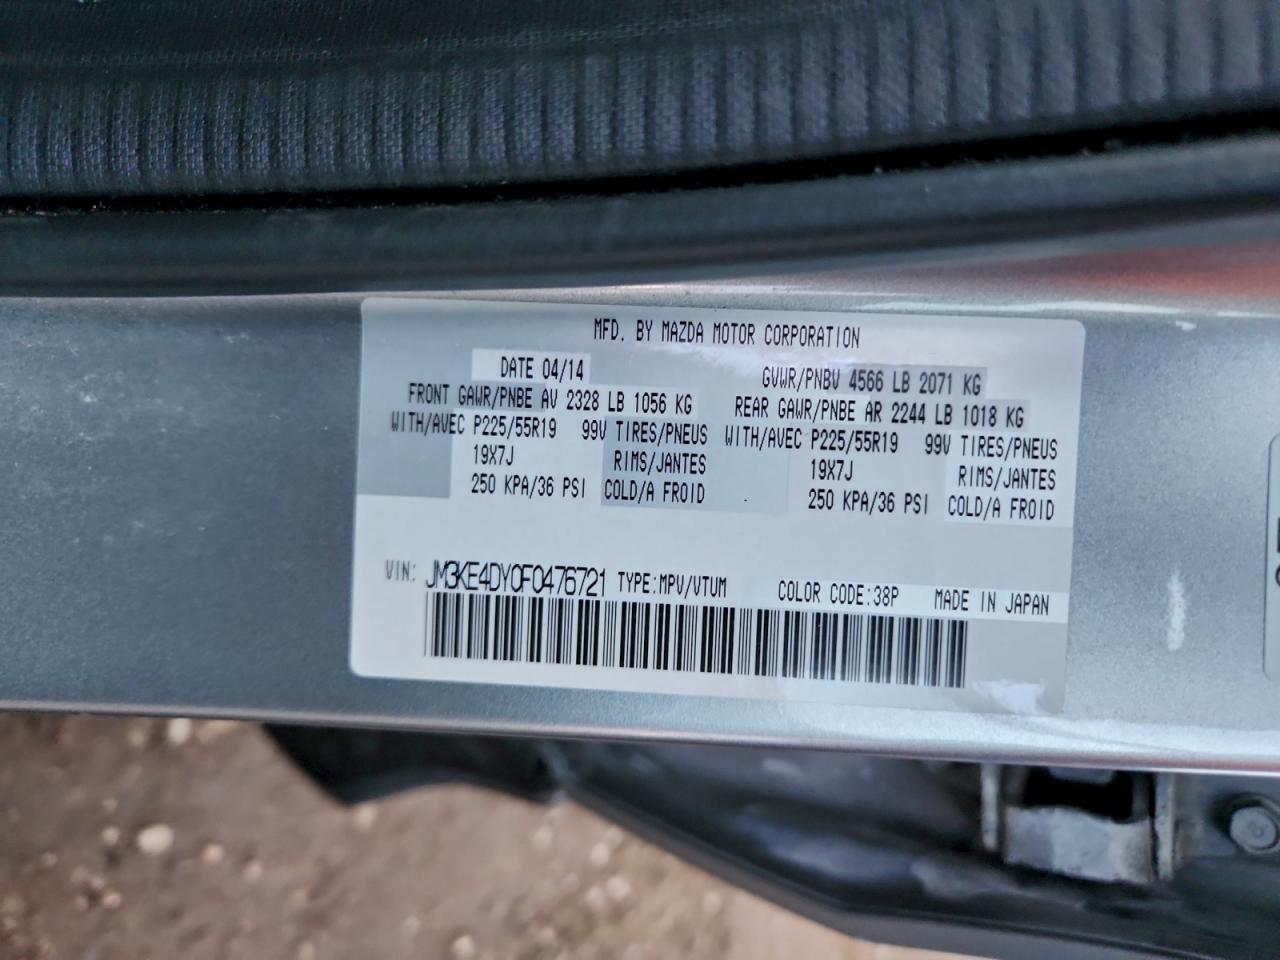 MFD. BY MAZDA MOTOR CORPORATION
DATE 04/14 GVWR/PNBV 4566 LB 2071 KG
FRONT GAWR/PNBE AV 2328 LB 1056 KG REAR GAWR/PNBE AR 2244 LB 1018 KG
WITH/AVEC P225/55R19 99V TIRES/PNEUS WITH/AVEC P225/55R19 99V TIRES/PNEUS
19X7J RIMS/JANTES 19X7J RIMS/JANTES
250 KPA/36 PSI COLD/A FROID 250 KPA/36 PSI COLD/A FROID
VIN: JM3KE4DY0F0476721 TYPE:MPV/VTUM COLOR CODE:38P MADE IN JAPAN